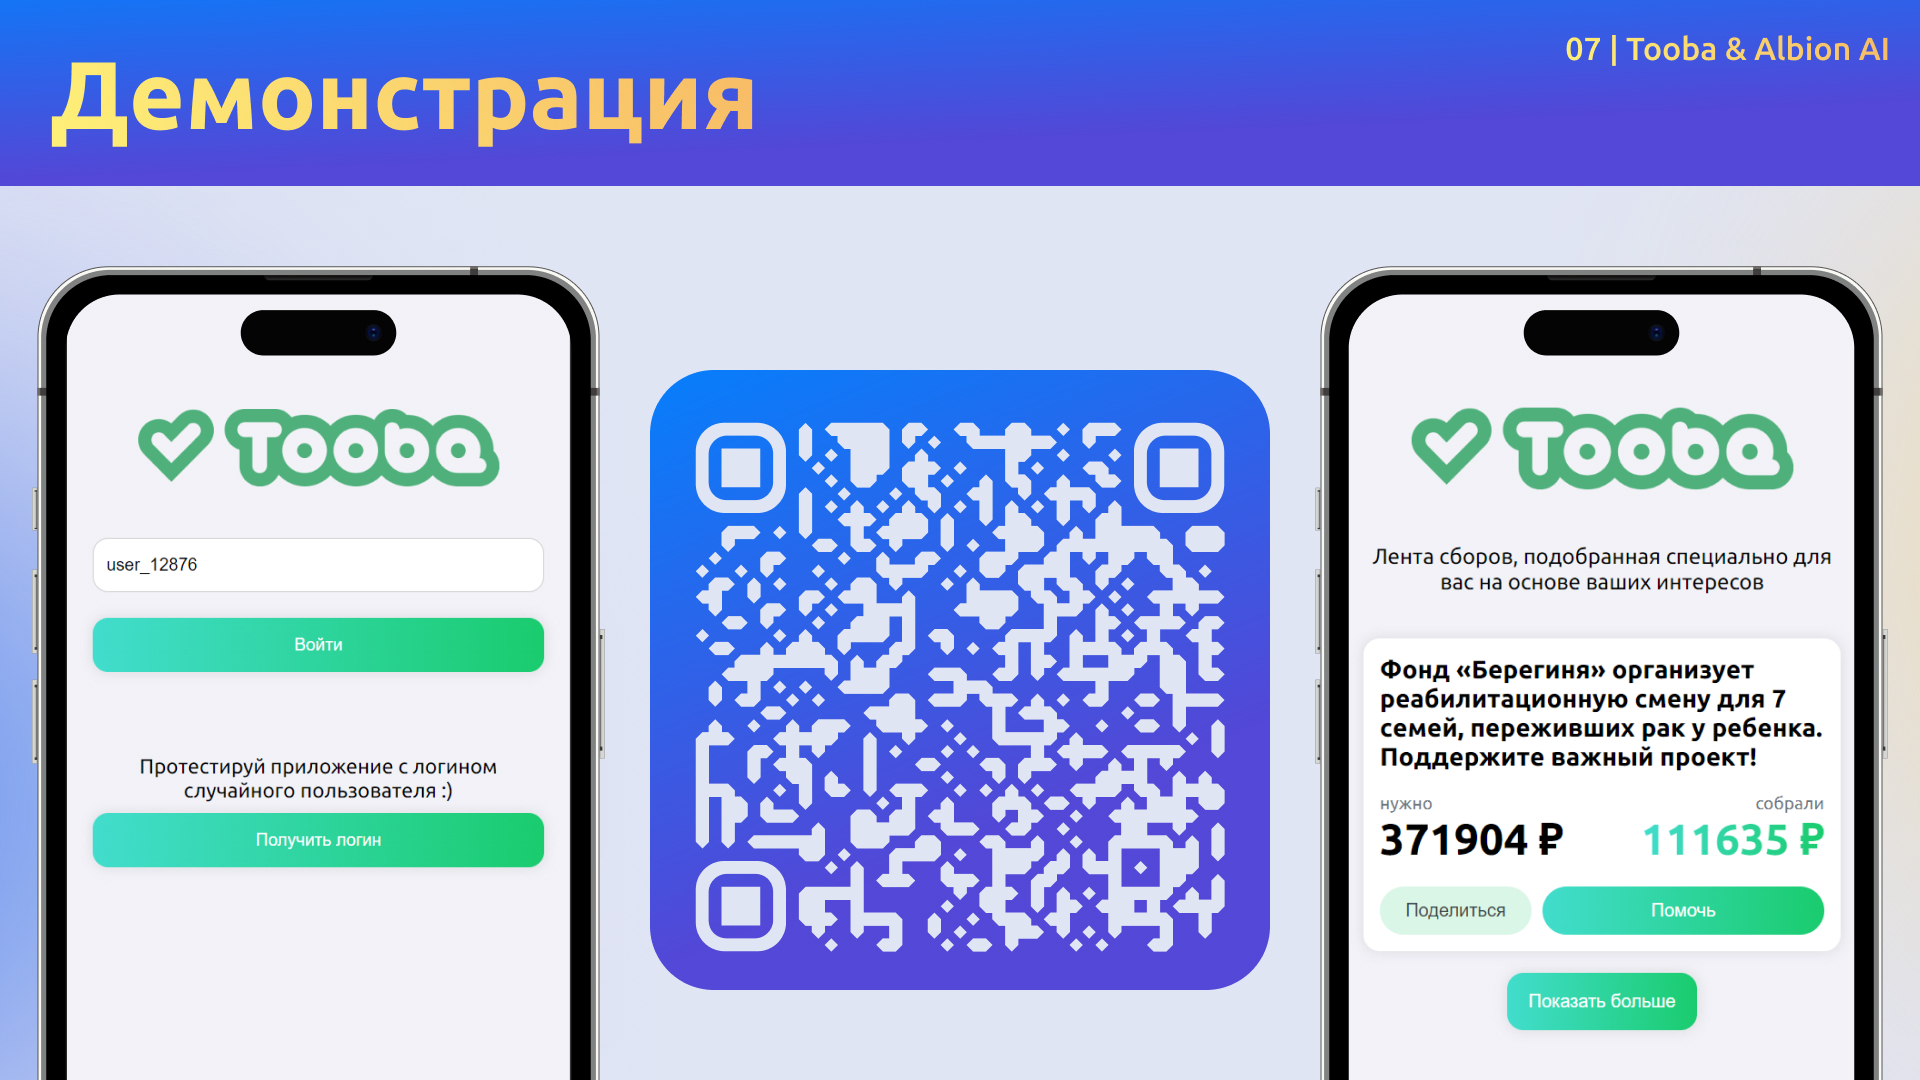 Демонстрация
07 | Tooba & Albion AI
Tooba
user_12876
Войти
Протестируй приложение с логином
случайного пользователя :)
Получить логин
Tooba
Лента сборов, подобранная специально для
вас на основе ваших интересов
Фонд «Берегиня» организует
реабилитационную смену для 7
семей, переживших рак у ребенка.
Поддержите важный проект!
нужно собрали
371904 ₽ 111635 ₽
Поделиться Помочь
Показать больше